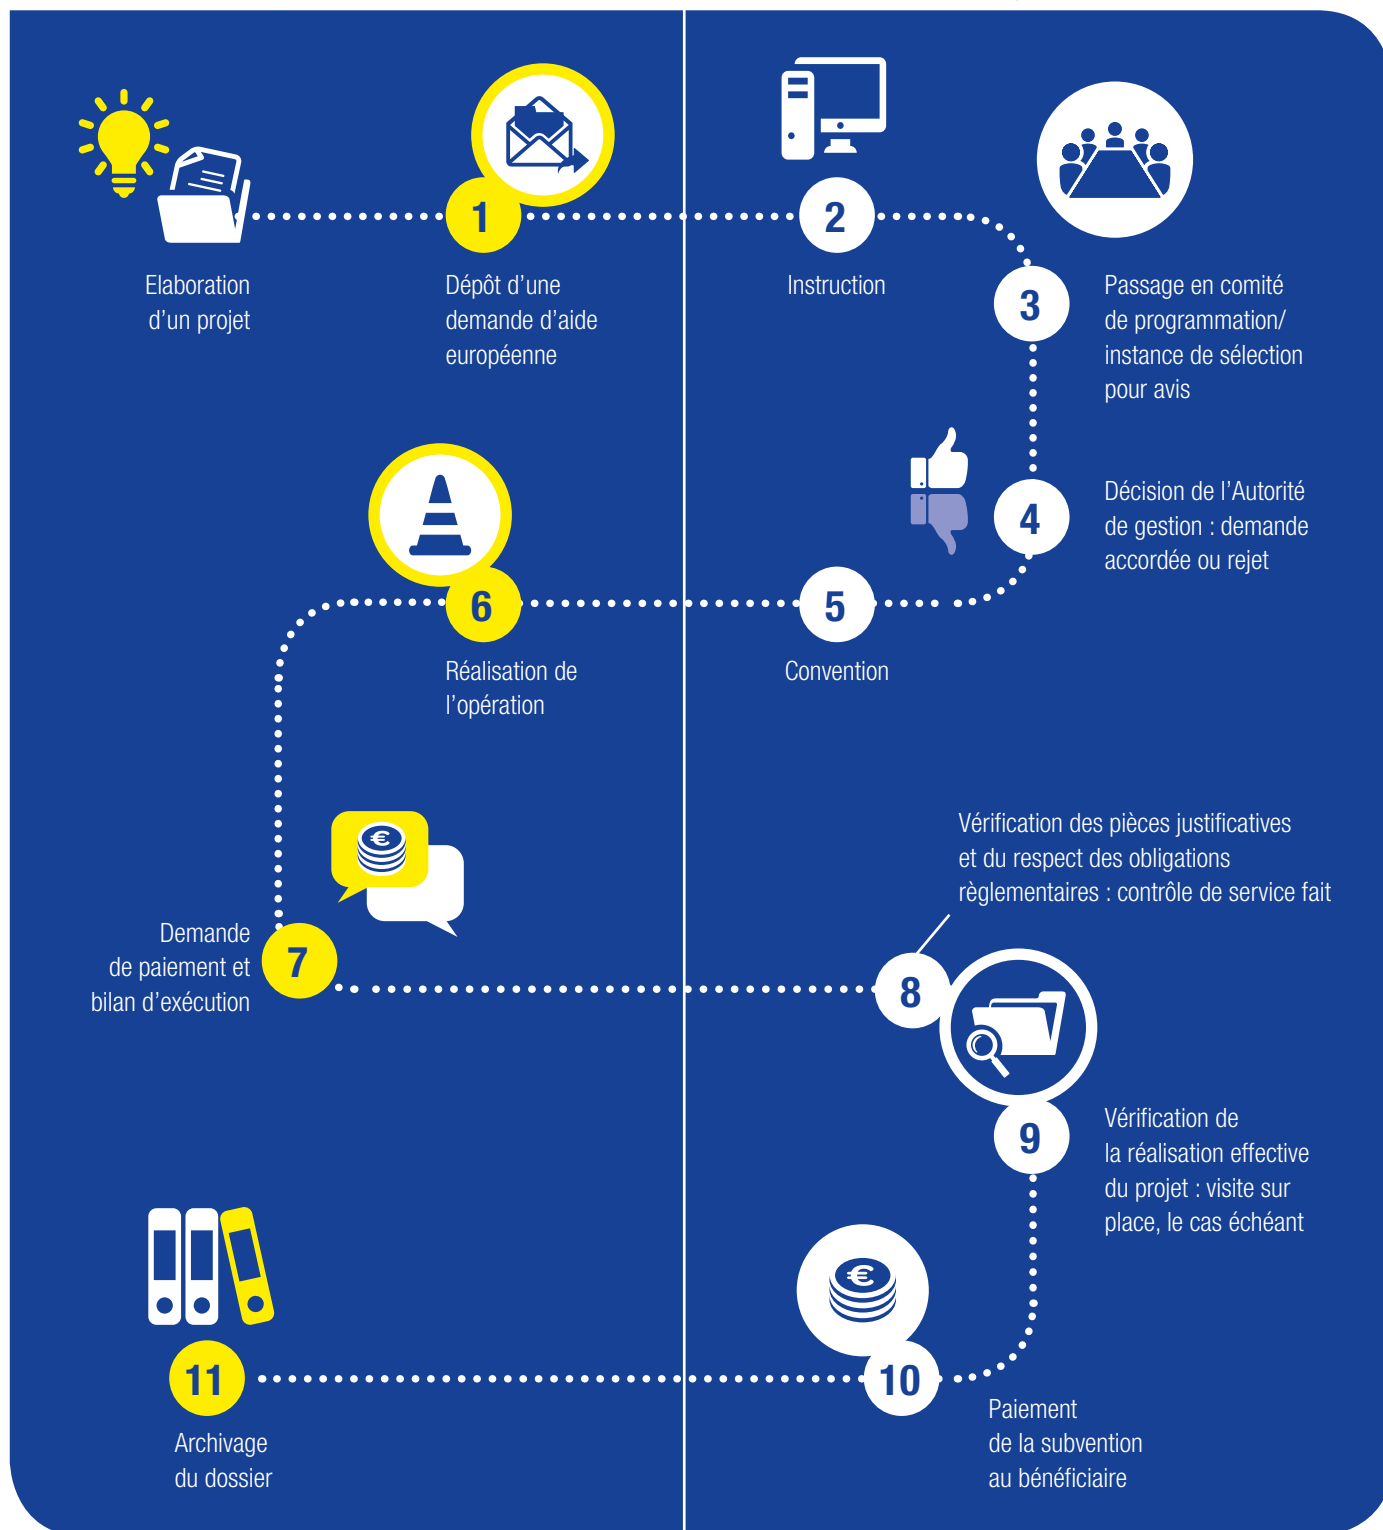 Elaboration
d’un projet
1
Dépôt d’une
demande d’aide
européenne
2
Instruction
3
Passage en comité
de programmation/
instance de sélection
pour avis
4
Décision de l’Autorité
de gestion : demande
accordée ou rejet
5
Convention
6
Réalisation de
l’opération
€
7
Demande
de paiement et
bilan d’exécution
8
Vérification des pièces justificatives
et du respect des obligations
règlementaires : contrôle de service fait
9
Vérification de
la réalisation effective
du projet : visite sur
place, le cas échéant
€
10
Paiement
de la subvention
au bénéficiaire
11
Archivage
du dossier